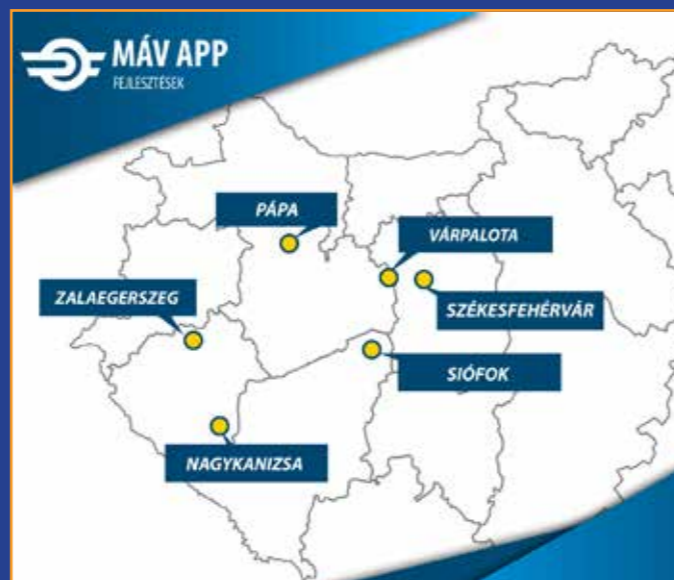 MÁV APP
FEJLESZTÉSEK
PÁPA
VÁRPALOTA
ZALAEGERSZEG
SZÉKESFEHÉRVÁR
SIÓFOK
NAGYKANIZSA